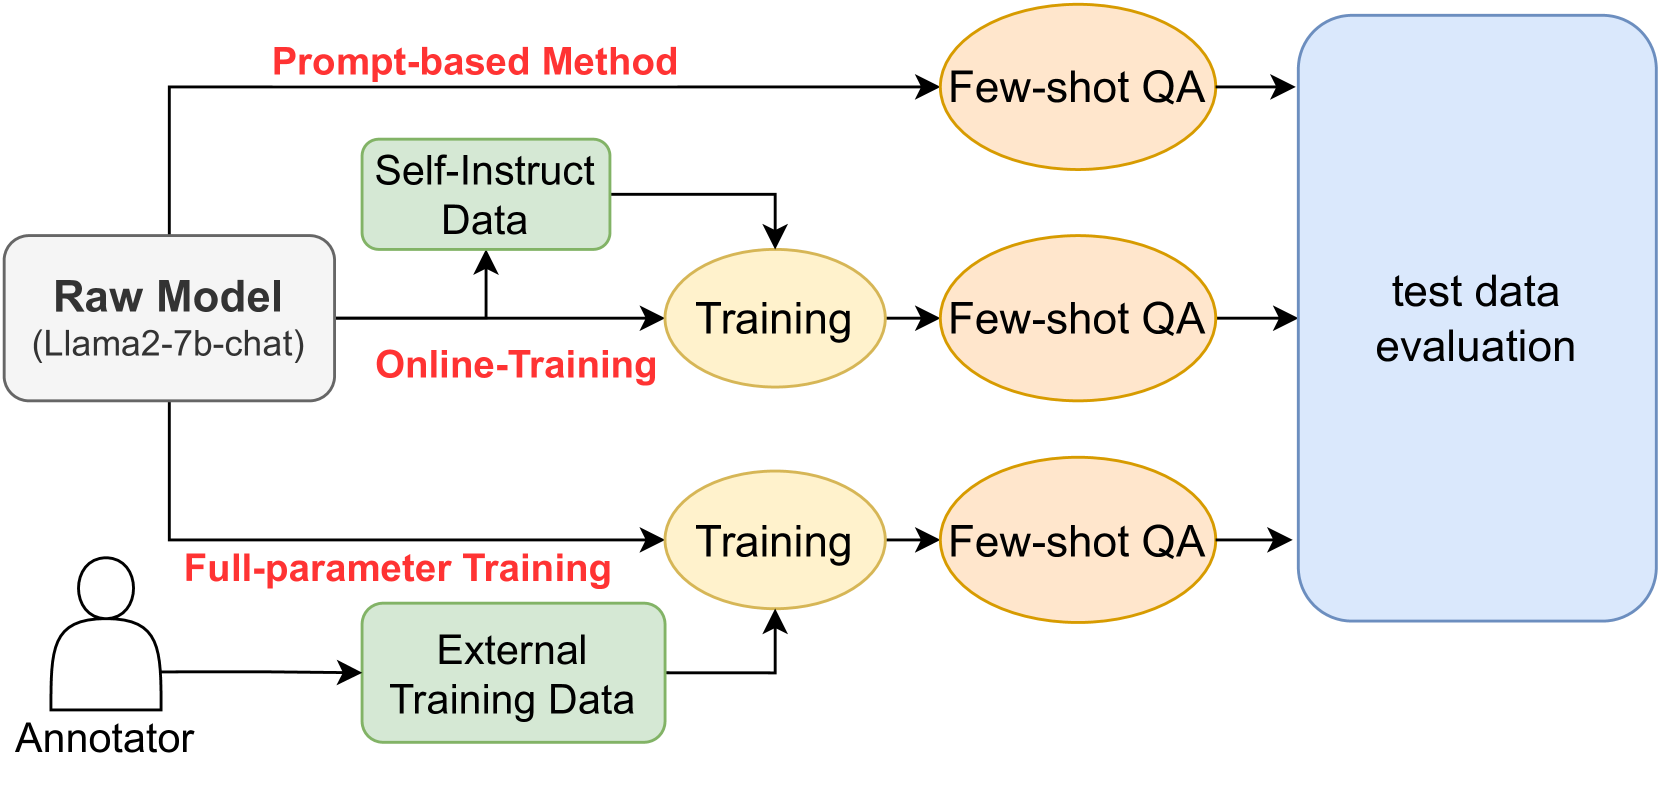 Prompt-based Method
Few-shot QA
Self-Instruct
Data
Raw Model
(Llama2-7b-chat)
Training
Few-shot QA
Online-Training
test data
evaluation
Training
Few-shot QA
Full-parameter Training
External
Training Data
Annotator